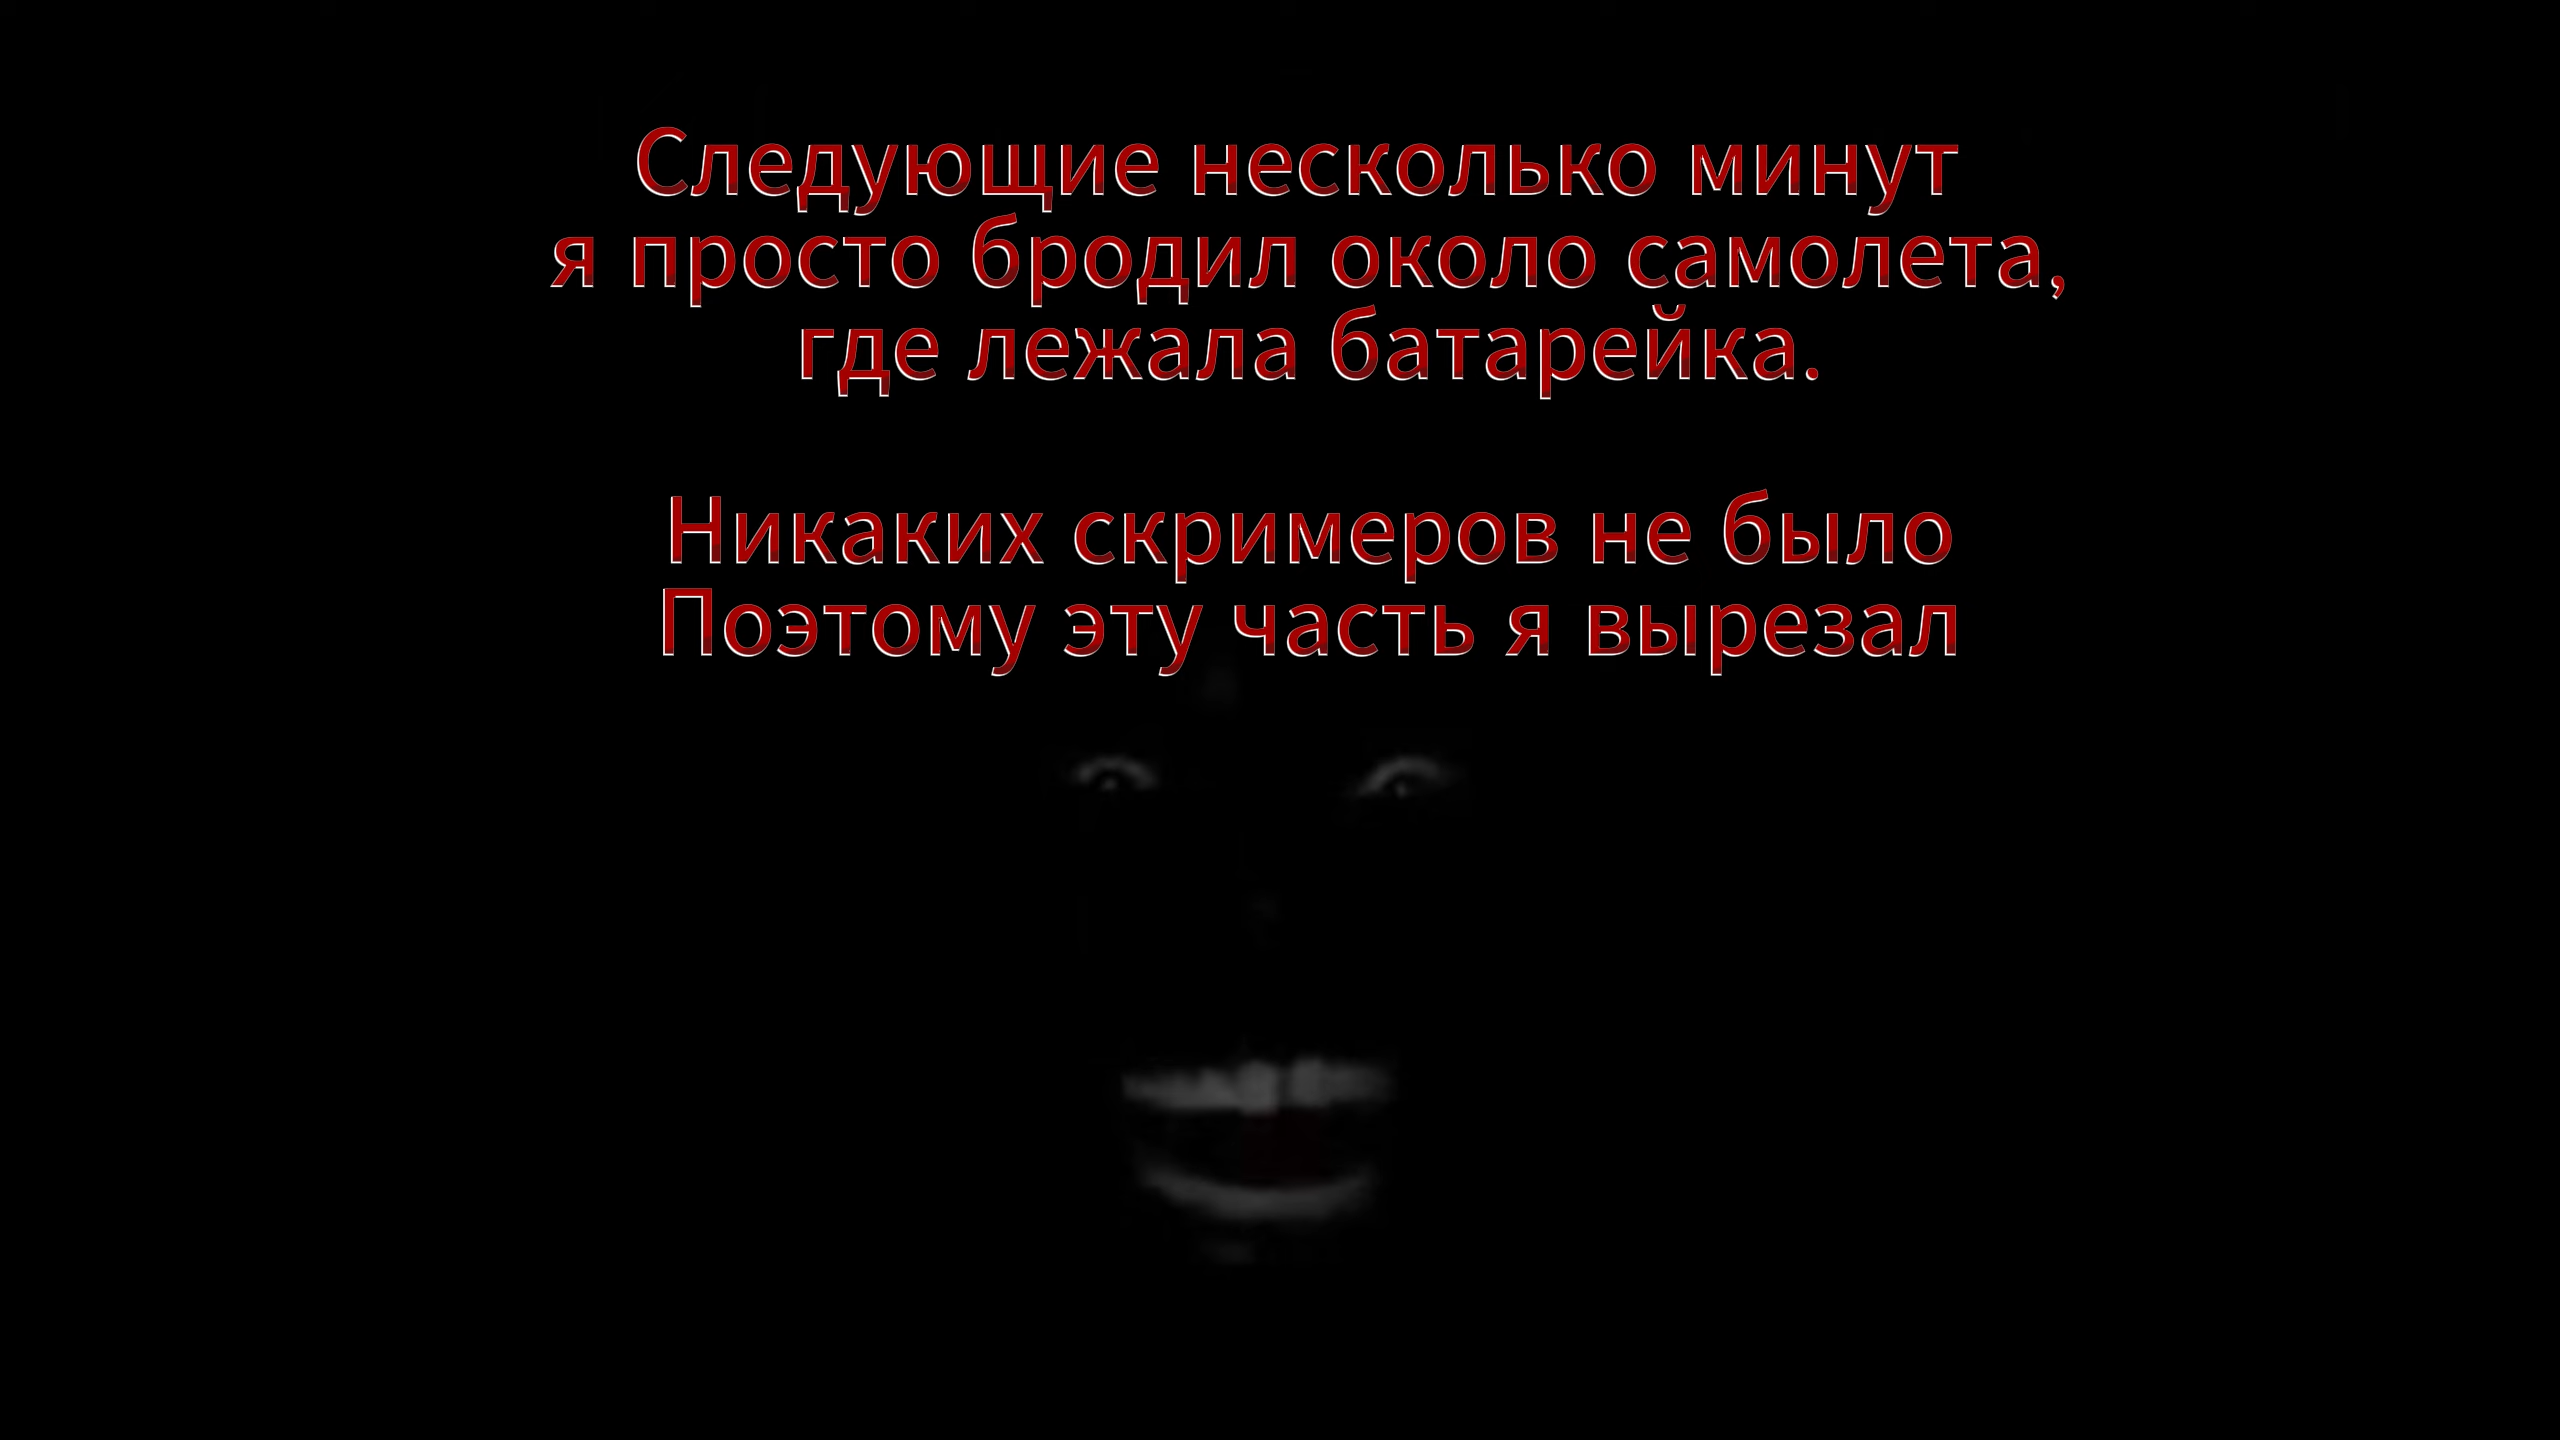 Следующие несколько минут
я просто бродил около самолета,
где лежала батарейка.
Никаких скримеров не было
Поэтому эту часть я вырезал